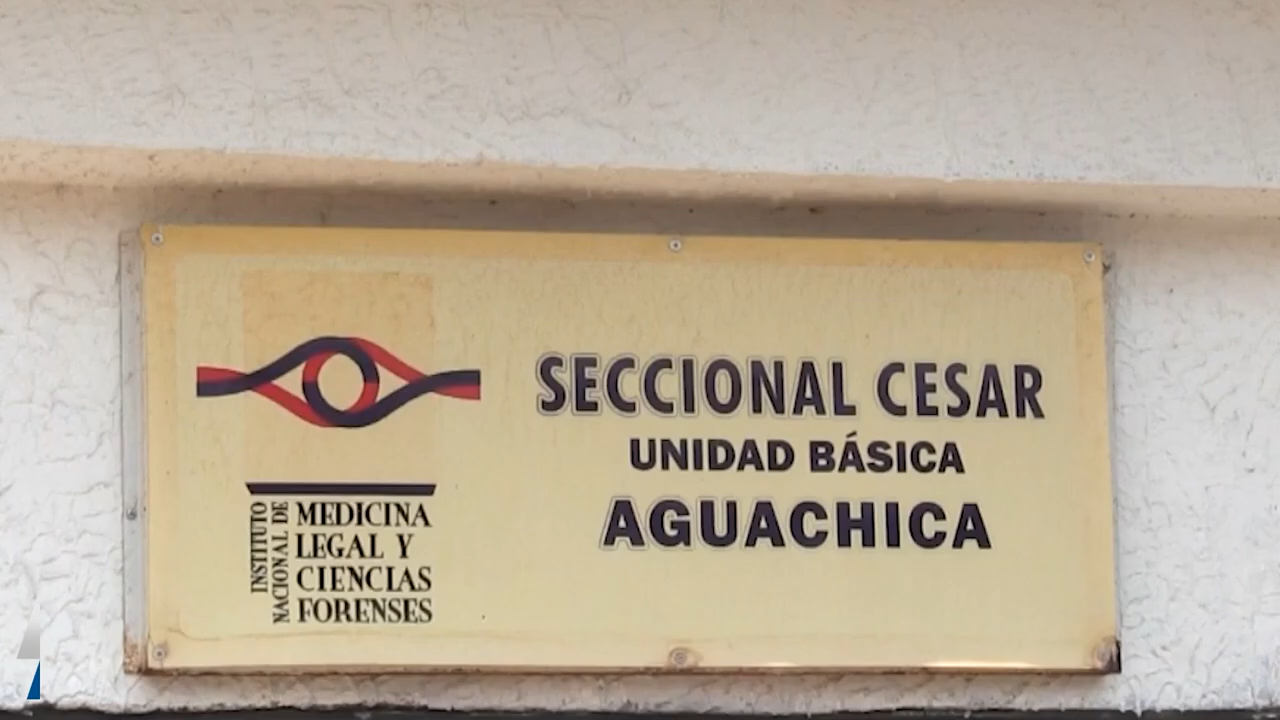 SECCIONAL CESAR
UNIDAD BÁSICA
AGUACHICA
INSTITUTO
NACIONAL DE
MEDICINA
LEGAL Y
CIENCIAS
FORENSES